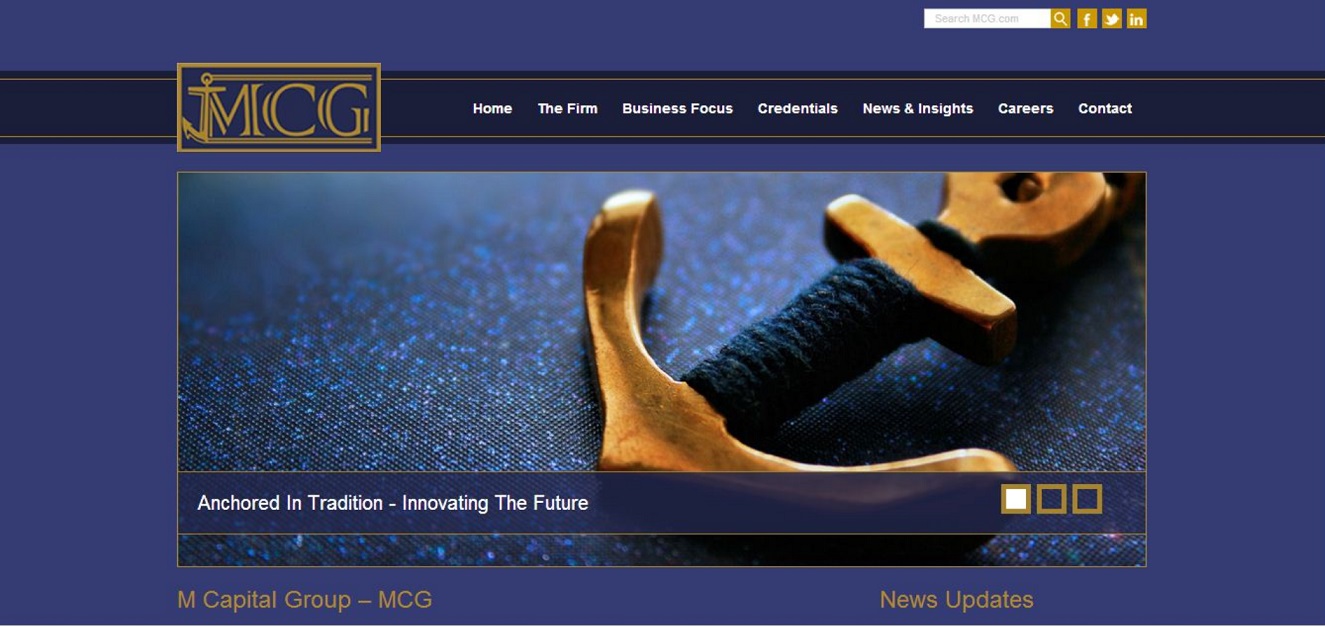 Search MCG.com
f in
MCG
Home The Firm Business Focus Credentials News & Insights Careers Contact
Anchored In Tradition - Innovating The Future
M Capital Group – MCG News Updates